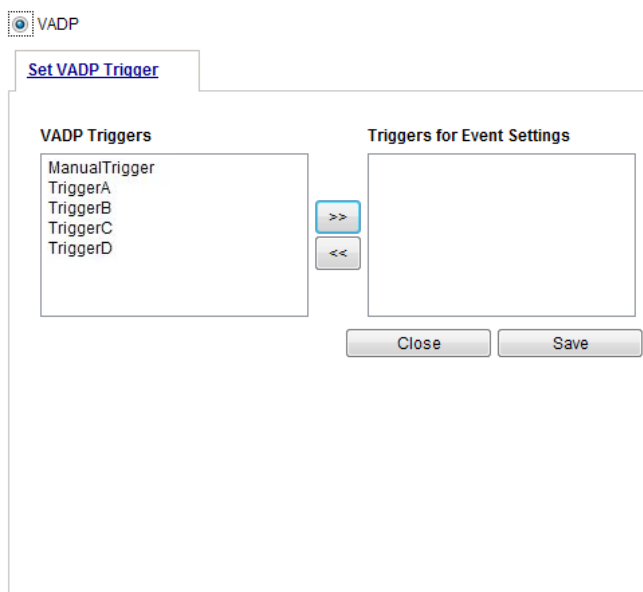 VADP
Set VADP Trigger
VADP Triggers
Triggers for Event Settings
ManualTrigger
TriggerA
TriggerB
TriggerC
TriggerD
>>
<<
Close
Save